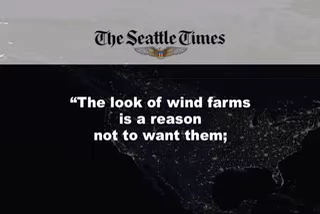 The Seattle Times
“The look of wind farms
is a reason
not to want them;